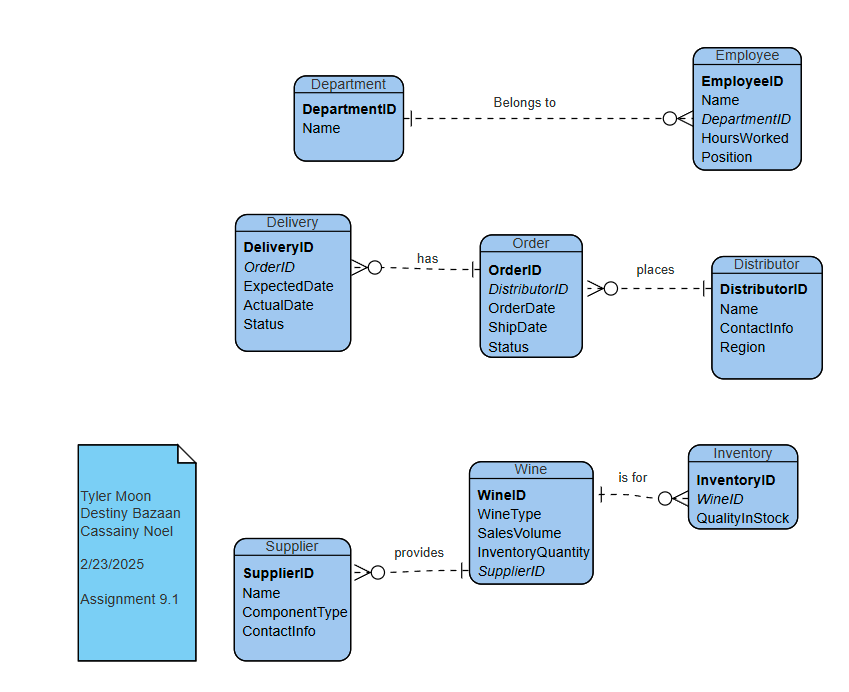 Department
DepartmentID
Name
Belongs to
Employee
EmployeeID
Name
DepartmentID
HoursWorked
Position
Delivery
DeliveryID
OrderID
ExpectedDate
ActualDate
Status
has
Order
OrderID
DistributorID
OrderDate
ShipDate
Status
places
Distributor
DistributorID
Name
ContactInfo
Region
Tyler Moon
Destiny Bazaan
Cassainy Noel
2/23/2025
Assignment 9.1
Supplier
SupplierID
Name
ComponentType
ContactInfo
provides
Wine
WineID
WineType
SalesVolume
InventoryQuantity
SupplierID
is for
Inventory
InventoryID
WineID
QualityInStock